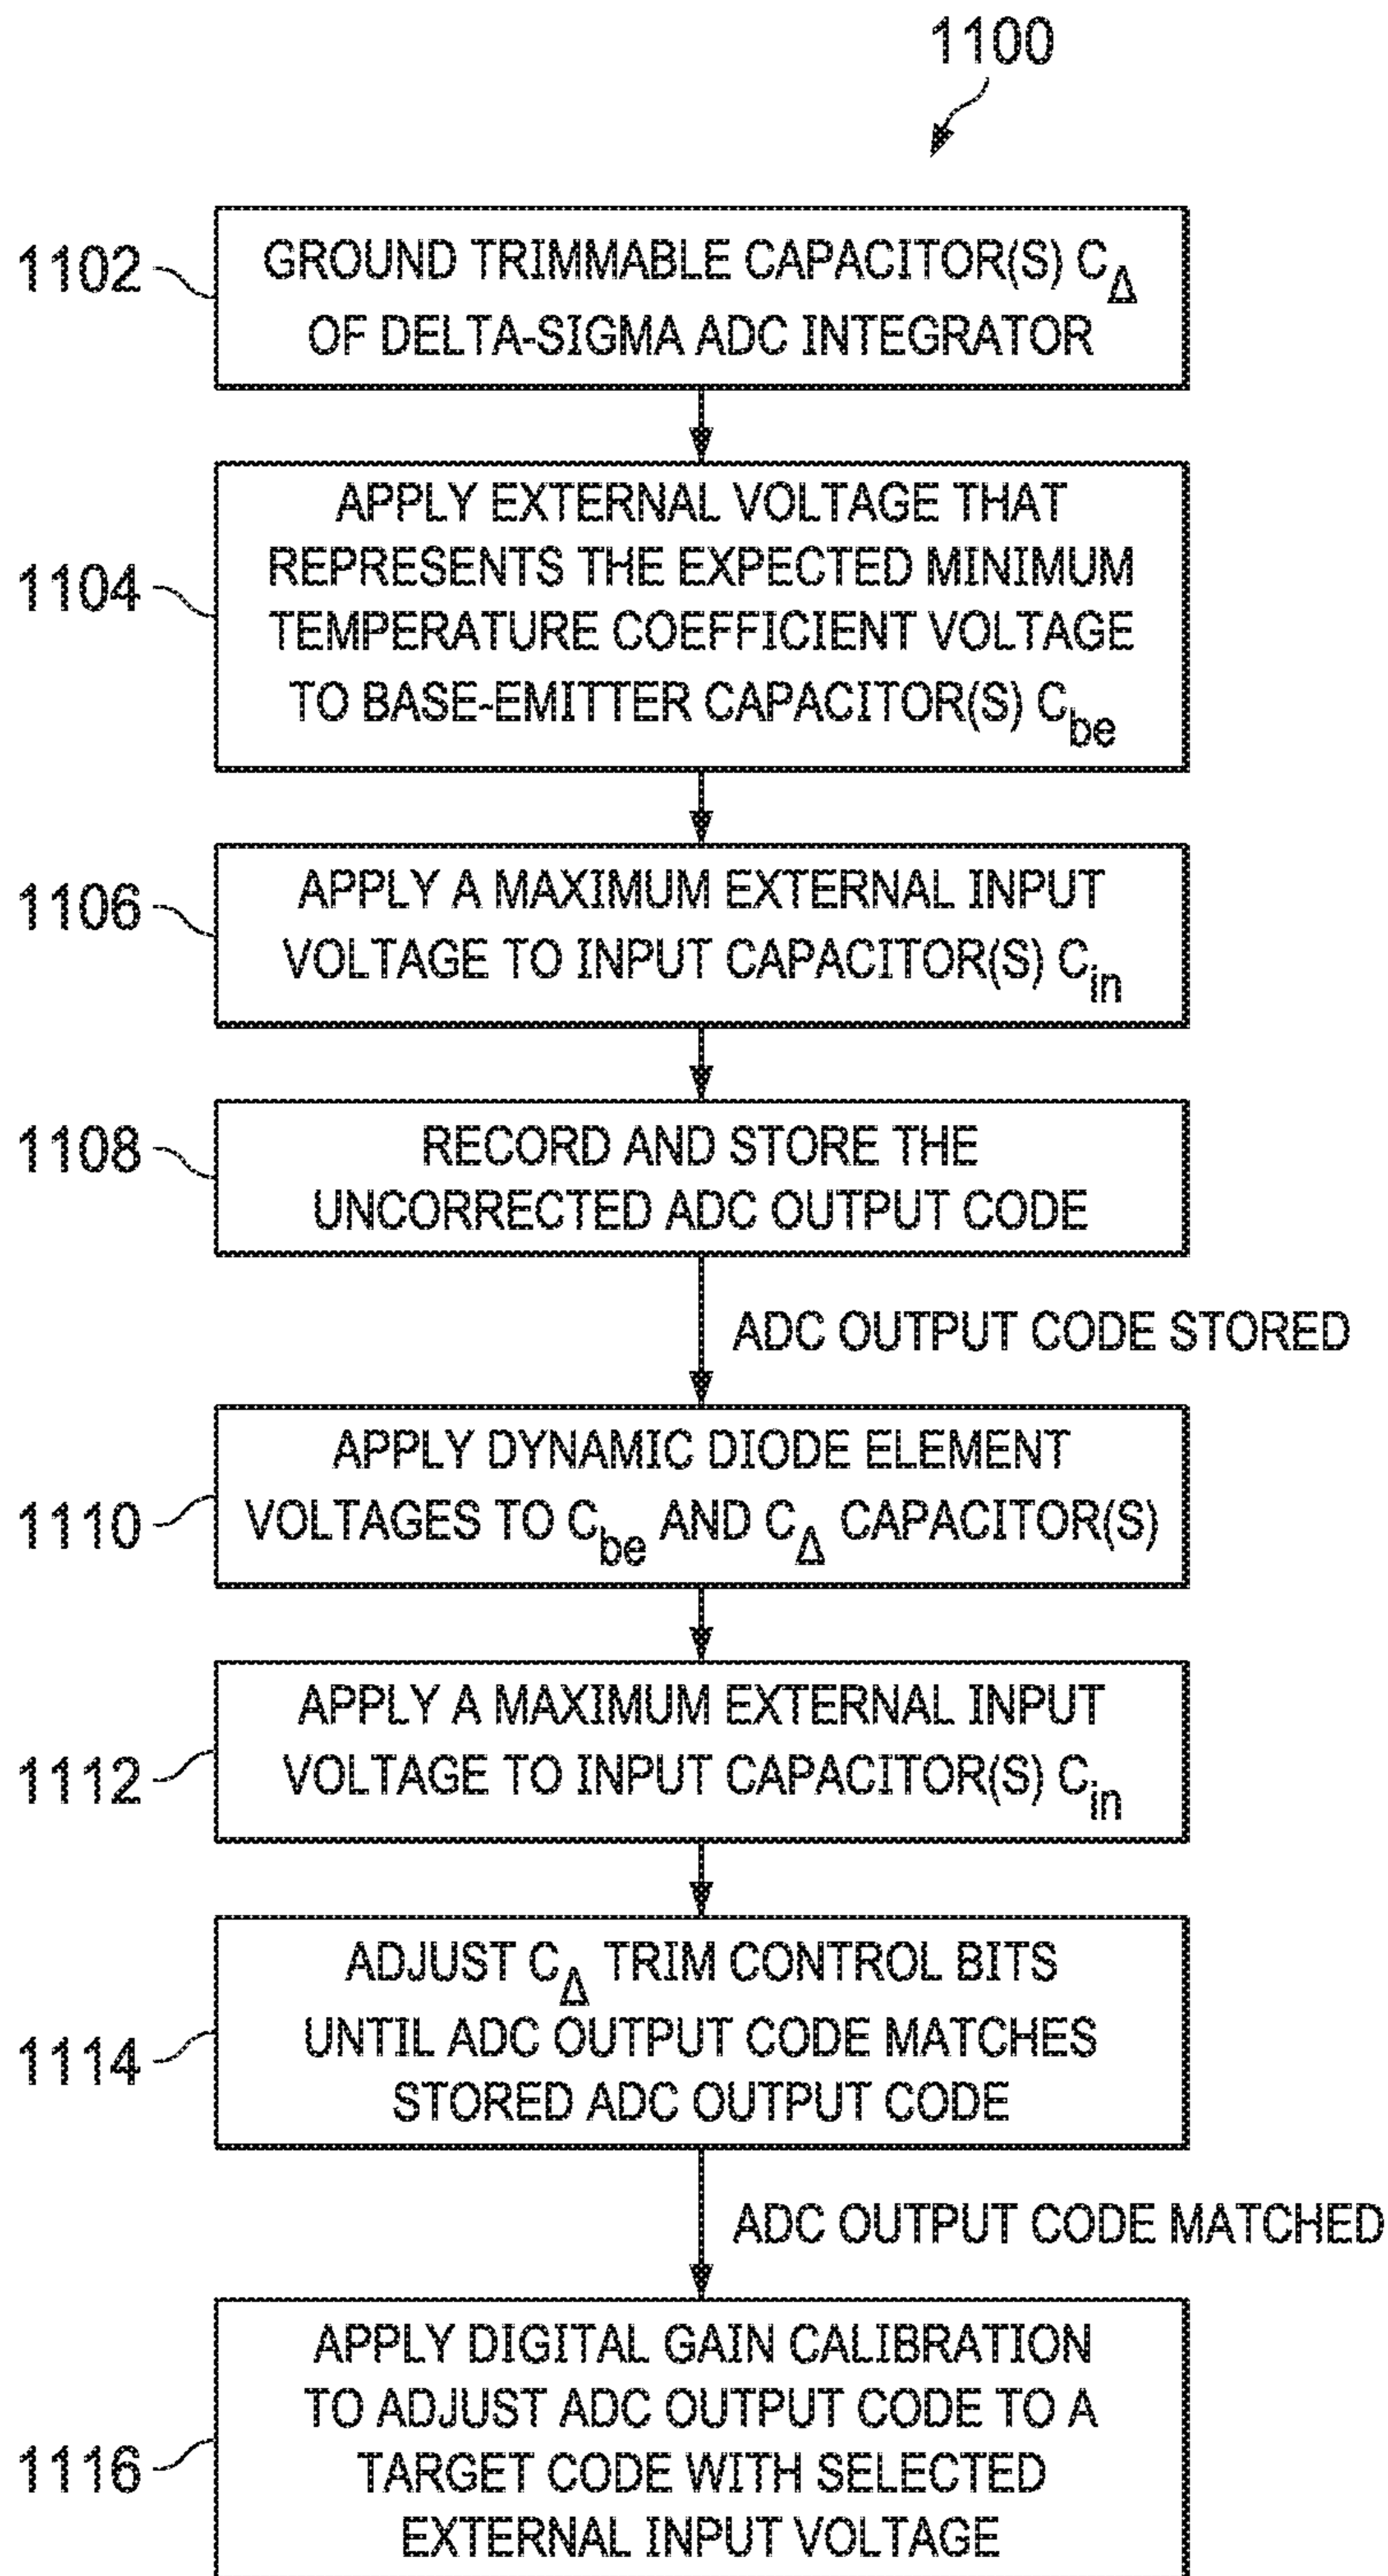 1100
1102
GROUND TRIMMABLE CAPACITOR(S) CΔ
OF DELTA-SIGMA ADC INTEGRATOR
1104
APPLY EXTERNAL VOLTAGE THAT
REPRESENTS THE EXPECTED MINIMUM
TEMPERATURE COEFFICIENT VOLTAGE
TO BASE-EMITTER CAPACITOR(S) Cbe
1106
APPLY A MAXIMUM EXTERNAL INPUT
VOLTAGE TO INPUT CAPACITOR(S) Cin
1108
RECORD AND STORE THE
UNCORRECTED ADC OUTPUT CODE
ADC OUTPUT CODE STORED
1110
APPLY DYNAMIC DIODE ELEMENT
VOLTAGES TO Cbe AND CΔ CAPACITOR(S)
1112
APPLY A MAXIMUM EXTERNAL INPUT
VOLTAGE TO INPUT CAPACITOR(S) Cin
1114
ADJUST CΔ TRIM CONTROL BITS
UNTIL ADC OUTPUT CODE MATCHES
STORED ADC OUTPUT CODE
ADC OUTPUT CODE MATCHED
1116
APPLY DIGITAL GAIN CALIBRATION
TO ADJUST ADC OUTPUT CODE TO A
TARGET CODE WITH SELECTED
EXTERNAL INPUT VOLTAGE